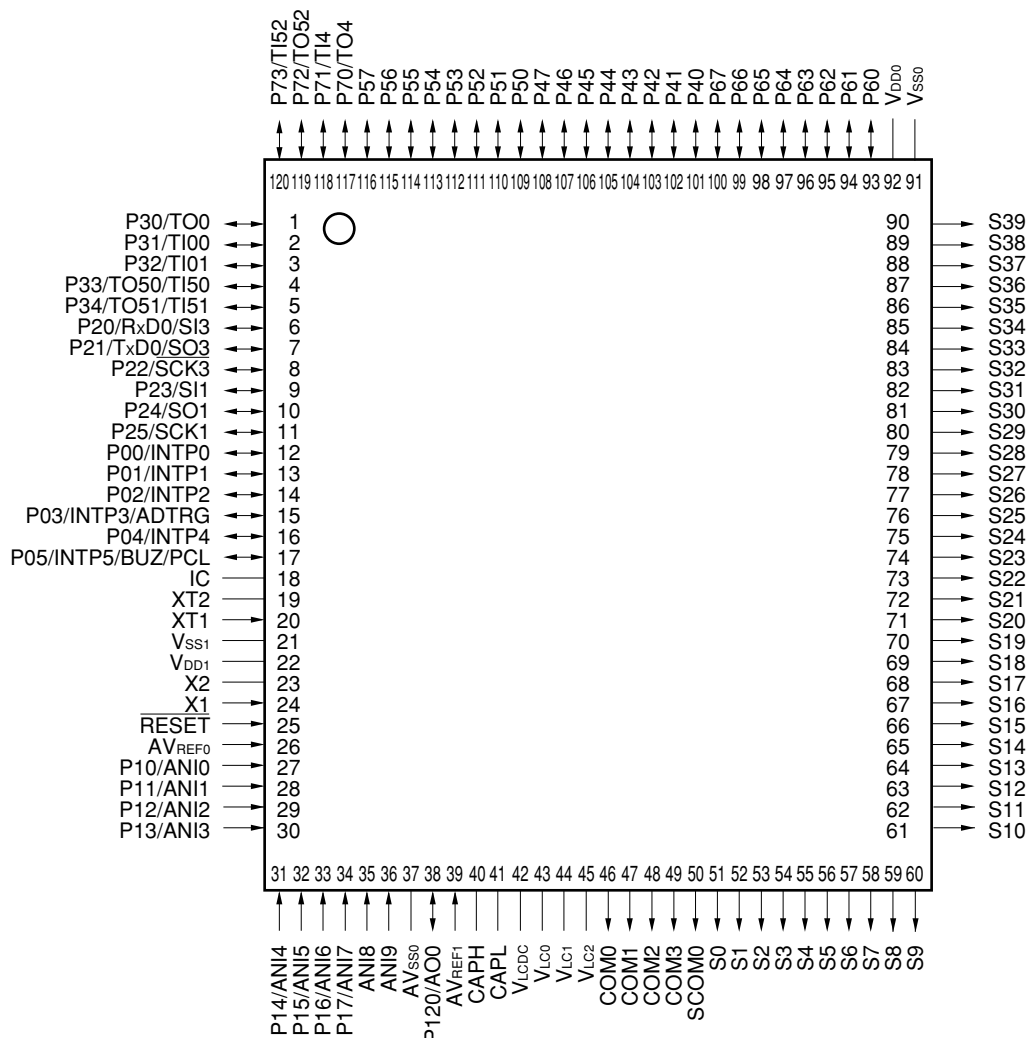 P73/TI52
P72/TO52
P71/TI4
P70/TO4
P57
P56
P55
P54
P53
P52
P51
P50
P47
P46
P45
P44
P43
P42
P41
P40
P67
P66
P65
P64
P63
P62
P61
P60
VDD0
VSS0
120 119 118 117 116 115 114 113 112 111 110 109 108 107 106 105 104 103 102 101 100 99 98 97 96 95 94 93 92 91
P30/TO0 1 90 S39
P31/TI00 2 89 S38
P32/TI01 3 88 S37
P33/TO50/TI50 4 87 S36
P34/TO51/TI51 5 86 S35
P20/RxD0/SI3 6 85 S34
P21/TxD0/SO3 7 84 S33
P22/SCK3 8 83 S32
P23/SI1 9 82 S31
P24/SO1 10 81 S30
P25/SCK1 11 80 S29
P00/INTP0 12 79 S28
P01/INTP1 13 78 S27
P02/INTP2 14 77 S26
P03/INTP3/ADTRG 15 76 S25
P04/INTP4 16 75 S24
P05/INTP5/BUZ/PCL 17 74 S23
IC 18 73 S22
XT2 19 72 S21
XT1 20 71 S20
VSS1 21 70 S19
VDD1 22 69 S18
X2 23 68 S17
X1 24 67 S16
RESET 25 66 S15
AVREF0 26 65 S14
P10/ANI0 27 64 S13
P11/ANI1 28 63 S12
P12/ANI2 29 62 S11
P13/ANI3 30 61 S10
31 32 33 34 35 36 37 38 39 40 41 42 43 44 45 46 47 48 49 50 51 52 53 54 55 56 57 58 59 60
P14/ANI4
P15/ANI5
P16/ANI6
P17/ANI7
ANI8
ANI9
AVSS0
P120/AO0
AVREF1
CAPH
CAPL
VLCDC
VLC0
VLC1
VLC2
COM0
COM1
COM2
COM3
SCOM0
S0
S1
S2
S3
S4
S5
S6
S7
S8
S9